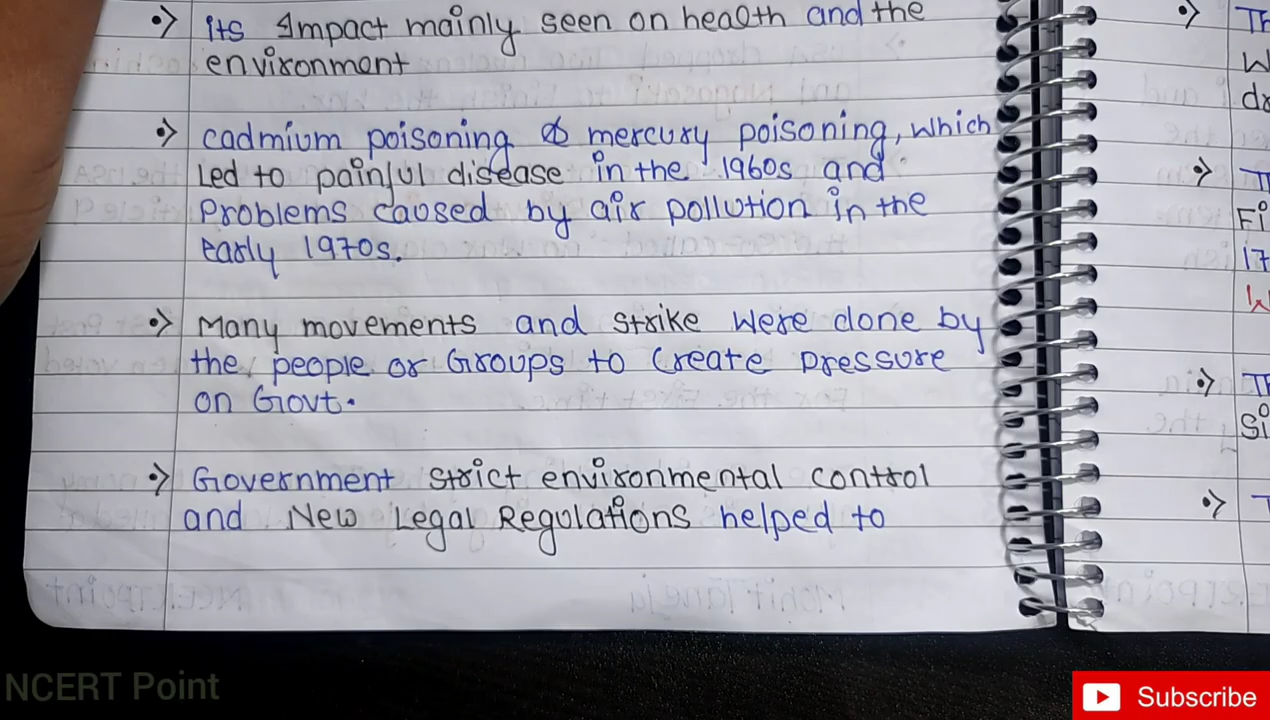 •> its Impact mainly seen on health and the
environment
•> cadmium poisoning & mercury poisoning, which
Led to painful disease in the 1960s and
Problems caused by air pollution in the
early 1970s.
•> Many movements and strike were done by
the people or Groups to create pressure
on Govt.
•> Government strict environmental control
and New Legal Regulations helped to
•>
•>
Fi
17
•>
Si
•>
NCERT Point
Subscribe